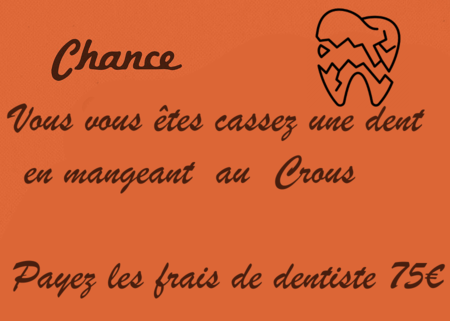 Chance
Vous vous êtes cassez une dent
en mangeant au Crous
Payez les frais de dentiste 75€